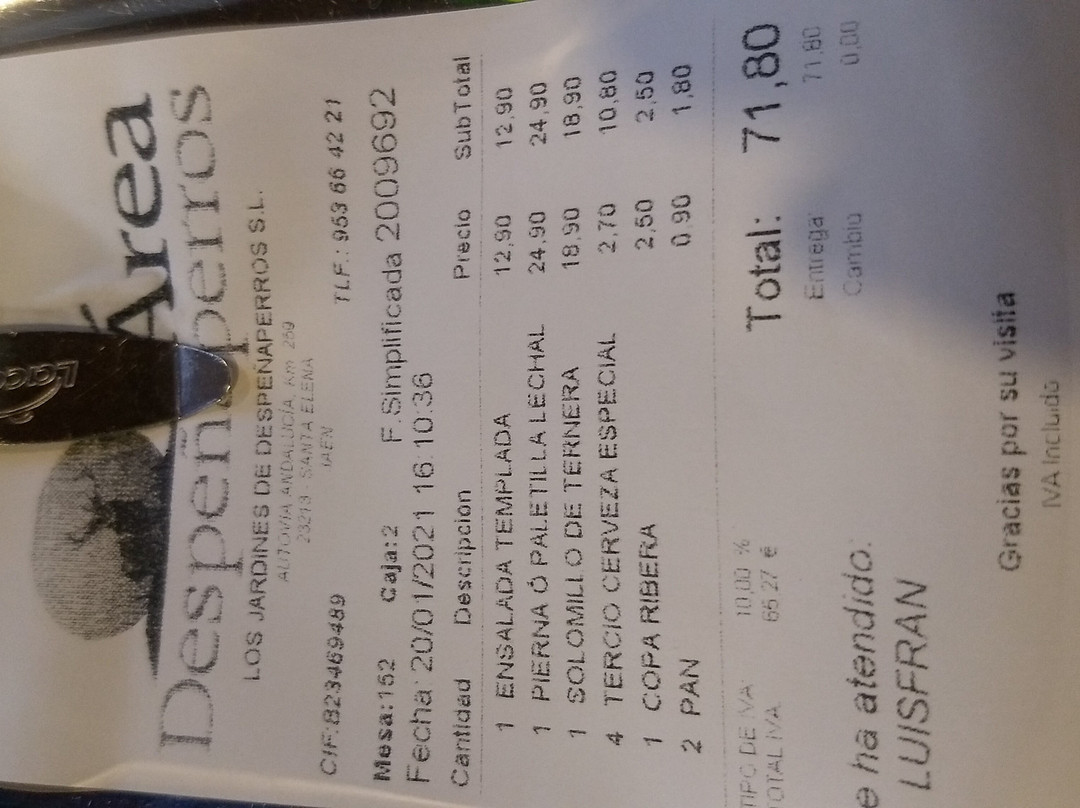 Área
Despeñaperros
LOS JARDINES DE DESPEÑAPERROS S.L.
AUTOVIA ANDALUCIA, Km 259
23213 SANTA ELENA
JAEN
CIF:B23469489 TLF.: 953 66 42 21
Mesa:152 Caja:2 F.Simplificada 2009692
Fecha 20/01/2021 16:10:36
Cantidad Descripcion Precio SubTotal
1 ENSALADA TEMPLADA 12,90 12,90
1 PIERNA Ó PALETILLA LECHAL 24,90 24,90
1 SOLOMILLO DE TERNERA 18,90 18,90
4 TERCIO CERVEZA ESPECIAL 2,70 10,80
1 COPA RIBERA 2,50 2,50
2 PAN 0,90 1,80
Total: 71,80
TIPO DE IVA 10,00 % Entrega 71,80
TOTAL IVA 65,27 € Cambio 0,00
e ha atendido:
LUISFRAN
Gracias por su visita
IVA Incluido